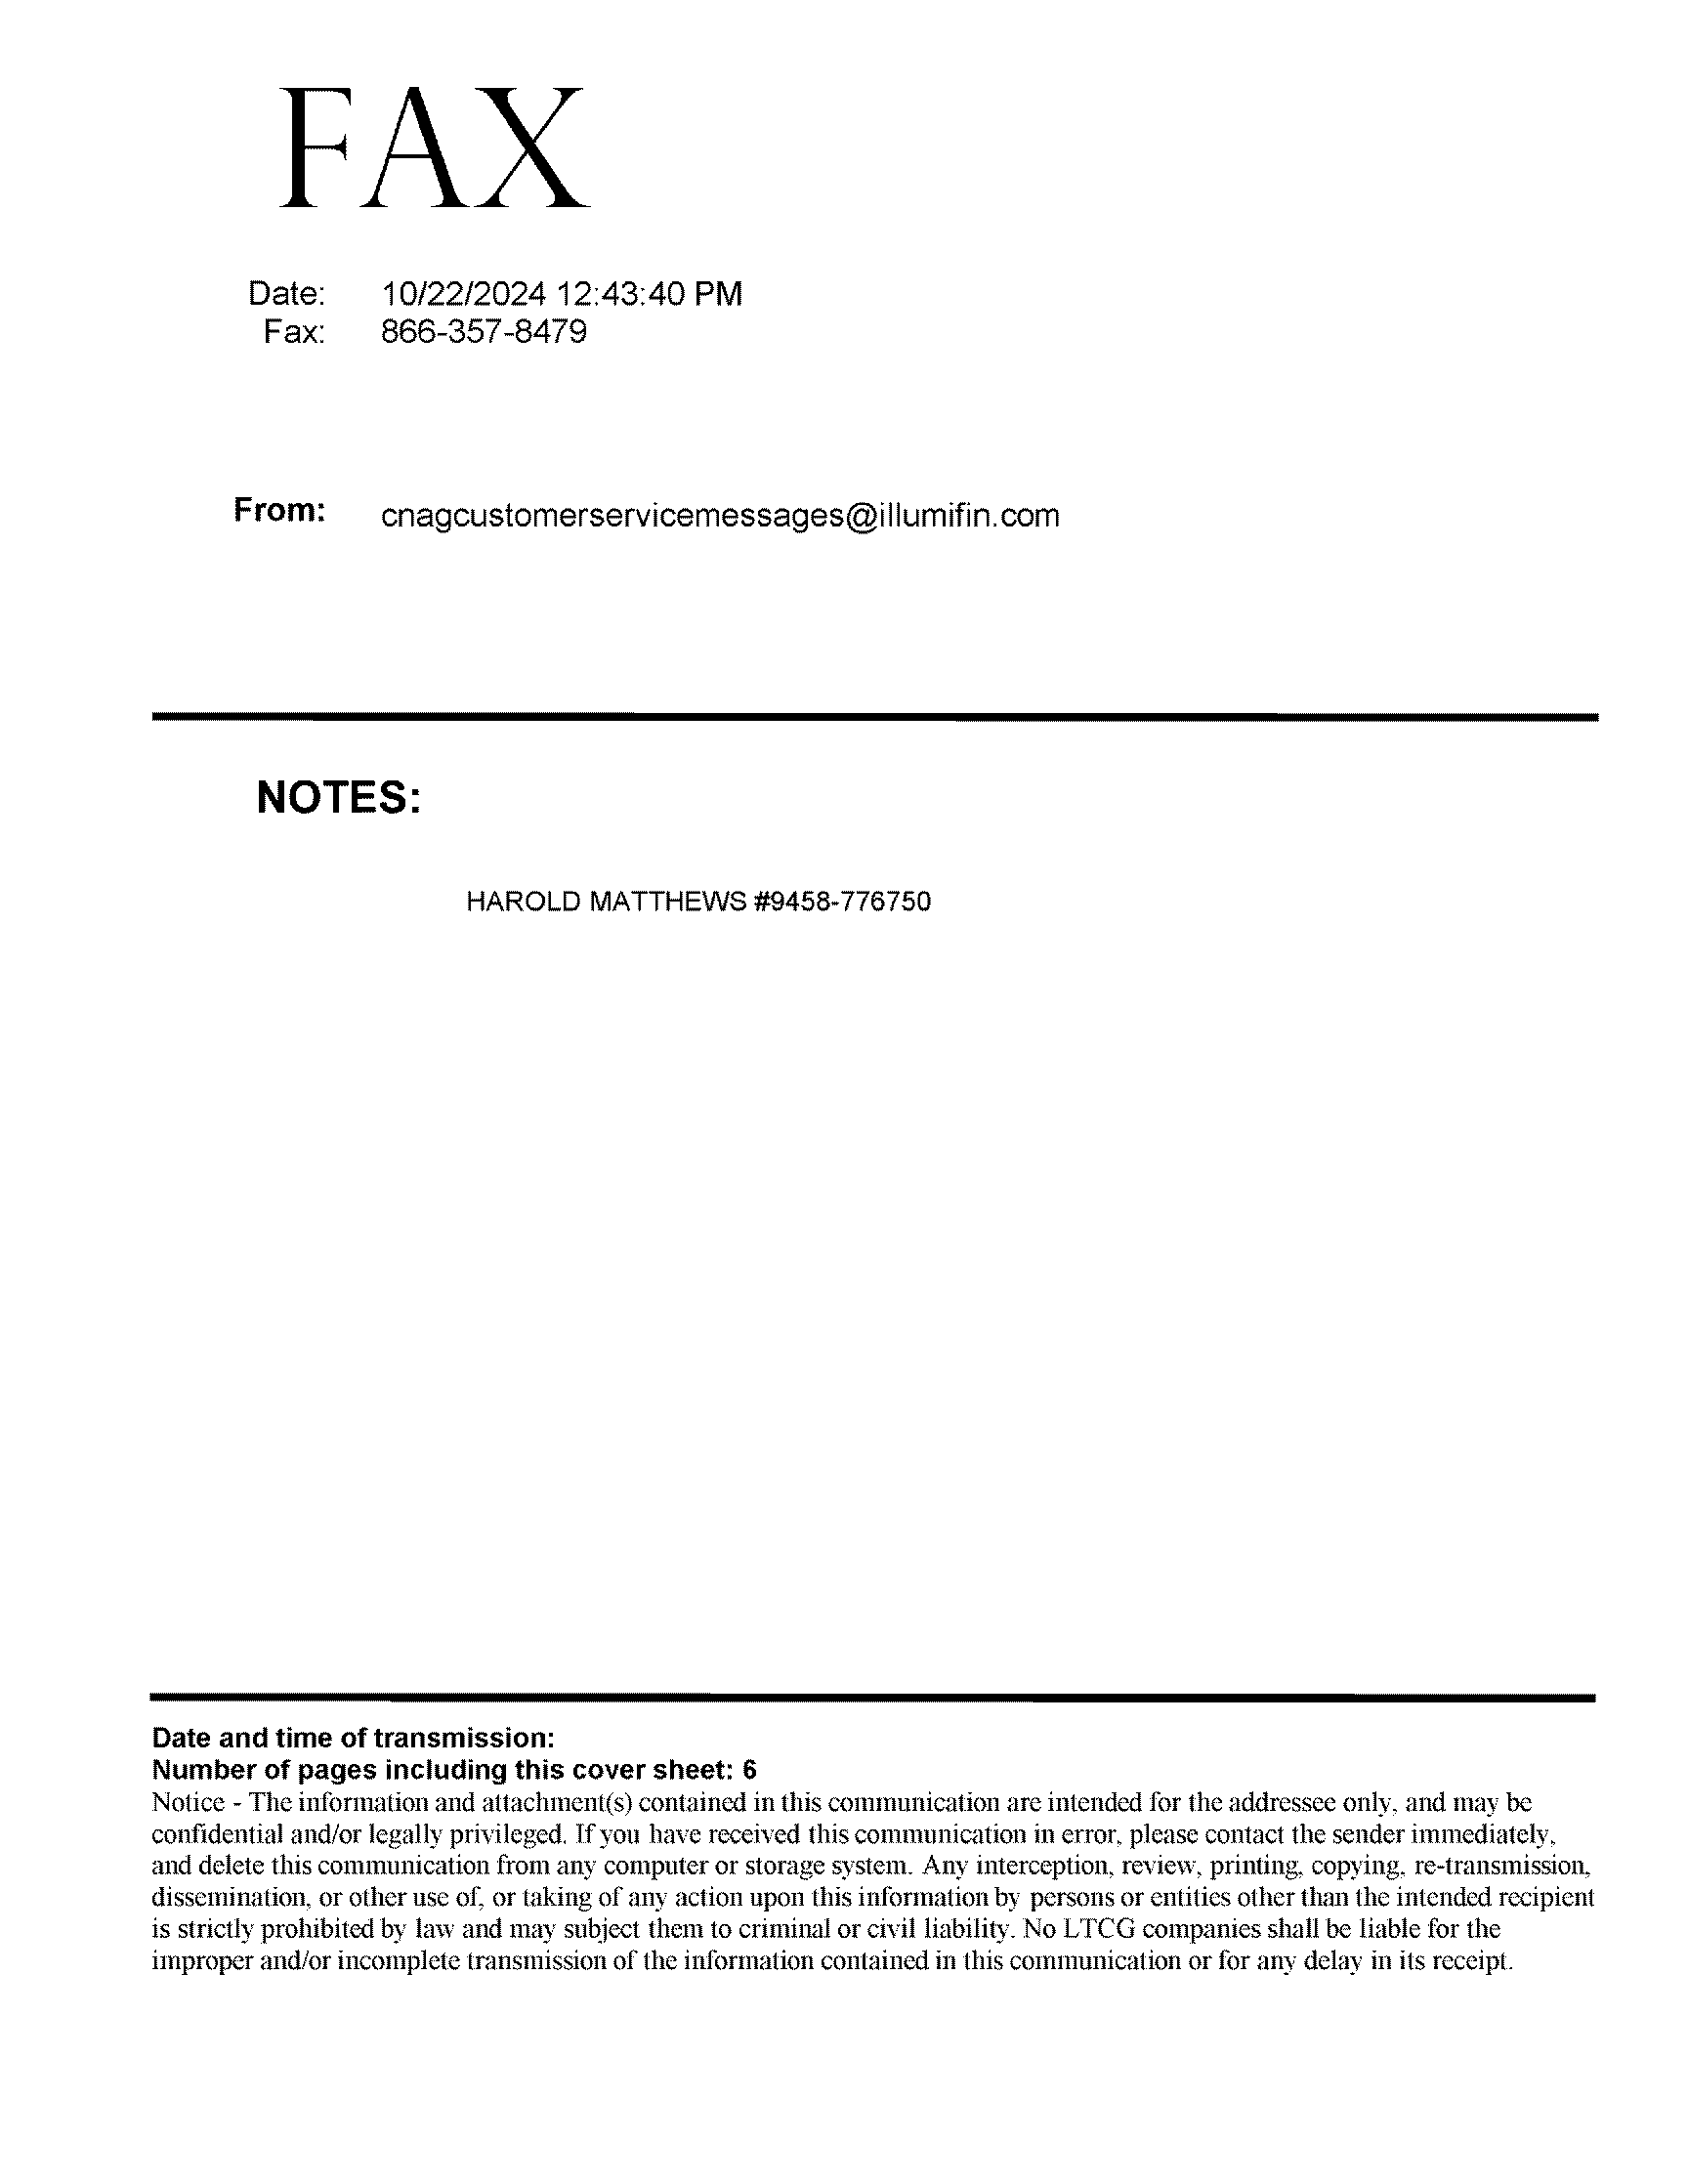 FAX
Date: 10/22/2024 12:43:40 PM
Fax: 866-357-8479
From: cnagcustomerservicemessages@illumifin.com
NOTES:
HAROLD MATTHEWS #9458-776750
Date and time of transmission:
Number of pages including this cover sheet: 6
Notice - The information and attachment(s) contained in this communication are intended for the addressee only, and may be
confidential and/or legally privileged. If you have received this communication in error, please contact the sender immediately,
and delete this communication from any computer or storage system. Any interception, review, printing, copying, re-transmission,
dissemination, or other use of, or taking of any action upon this information by persons or entities other than the intended recipient
is strictly prohibited by law and may subject them to criminal or civil liability. No LTCG companies shall be liable for the
improper and/or incomplete transmission of the information contained in this communication or for any delay in its receipt.